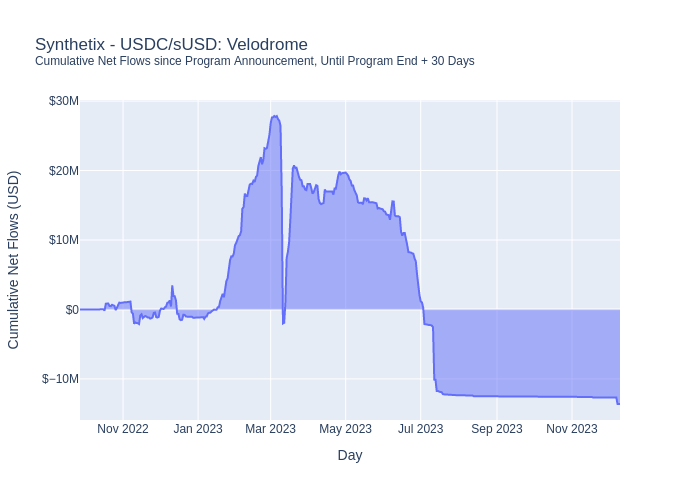 Synthetix - USDC/sUSD: Velodrome
Cumulative Net Flows since Program Announcement, Until Program End + 30 Days
Cumulative Net Flows (USD)
$30M
$20M
$10M
$0
$−10M
Nov 2022
Jan 2023
Mar 2023
May 2023
Jul 2023
Sep 2023
Nov 2023
Day